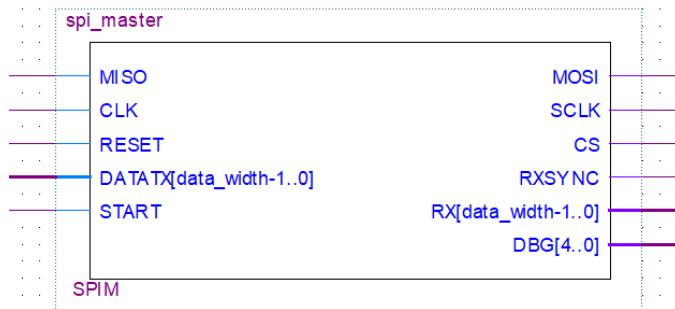 spi_master
MISO MOSI
CLK SCLK
RESET CS
DATATX[data_width-1..0] RXSYNC
START RX[data_width-1..0]
DBG[4..0]
SPIM